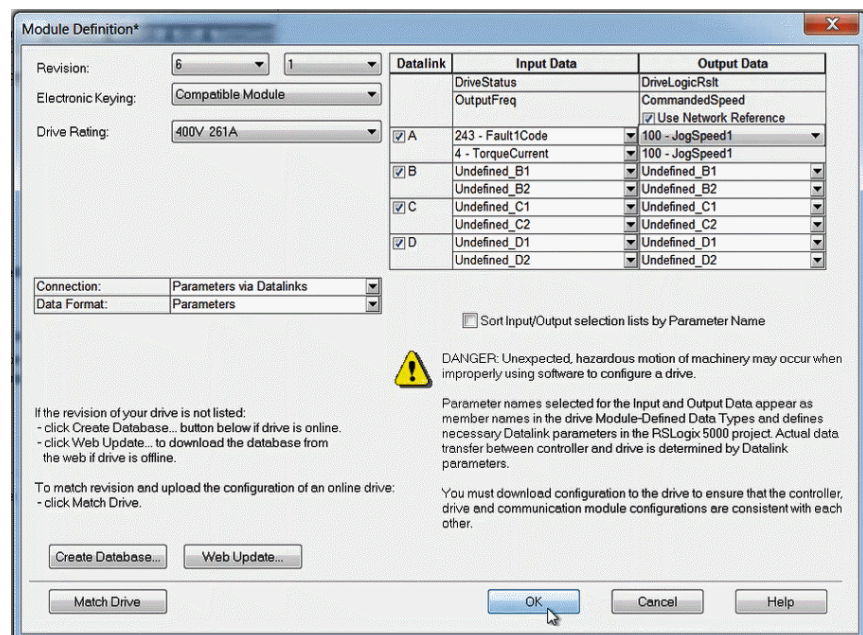 Module Definition*
Revision: 6 1
Electronic Keying: Compatible Module
Drive Rating: 400V 261A
Datalink Input Data Output Data
DriveStatus DriveLogicRslt
OutputFreq CommandedSpeed
Use Network Reference
A 243 - Fault1Code 100 - JogSpeed1
4 - TorqueCurrent 100 - JogSpeed1
B Undefined_B1 Undefined_B1
Undefined_B2 Undefined_B2
C Undefined_C1 Undefined_C1
Undefined_C2 Undefined_C2
D Undefined_D1 Undefined_D1
Undefined_D2 Undefined_D2
Connection: Parameters via Datalinks
Data Format: Parameters
Sort Input/Output selection lists by Parameter Name
DANGER: Unexpected, hazardous motion of machinery may occur when
improperly using software to configure a drive.
Parameter names selected for the Input and Output Data appear as
member names in the drive Module-Defined Data Types and defines
necessary Datalink parameters in the RSLogix 5000 project. Actual data
transfer between controller and drive is determined by Datalink
parameters.
You must download configuration to the drive to ensure that the controller,
drive and communication module configurations are consistent with each
other.
If the revision of your drive is not listed:
- click Create Database... button below if drive is online.
- click Web Update... to download the database from
the web if drive is offline.
To match revision and upload the configuration of an online drive:
- click Match Drive.
Create Database... Web Update...
Match Drive OK Cancel Help